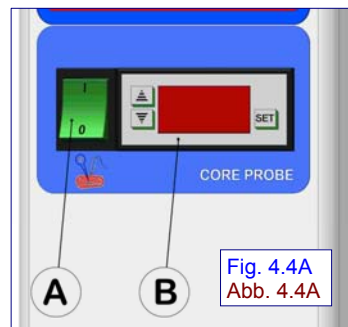 I
0
SET
CORE PROBE
A
B
Fig. 4.4A
Abb. 4.4A